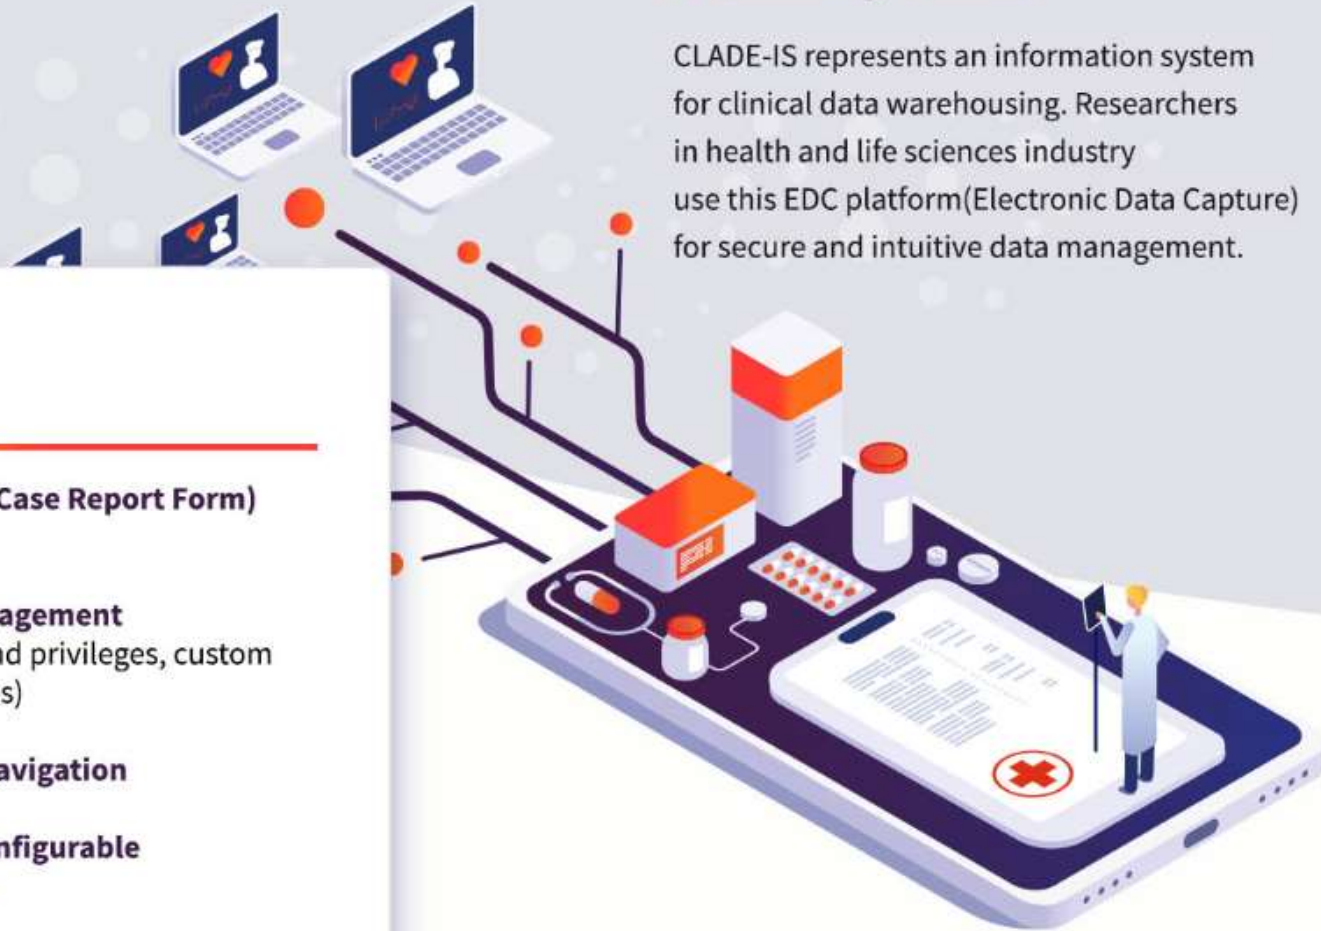 CLADE-IS represents an information system
for clinical data warehousing. Researchers
in health and life sciences industry
use this EDC platform(Electronic Data Capture)
for secure and intuitive data management.
Case Report Form)
agement
nd privileges, custom
s)
avigation
nfigurable